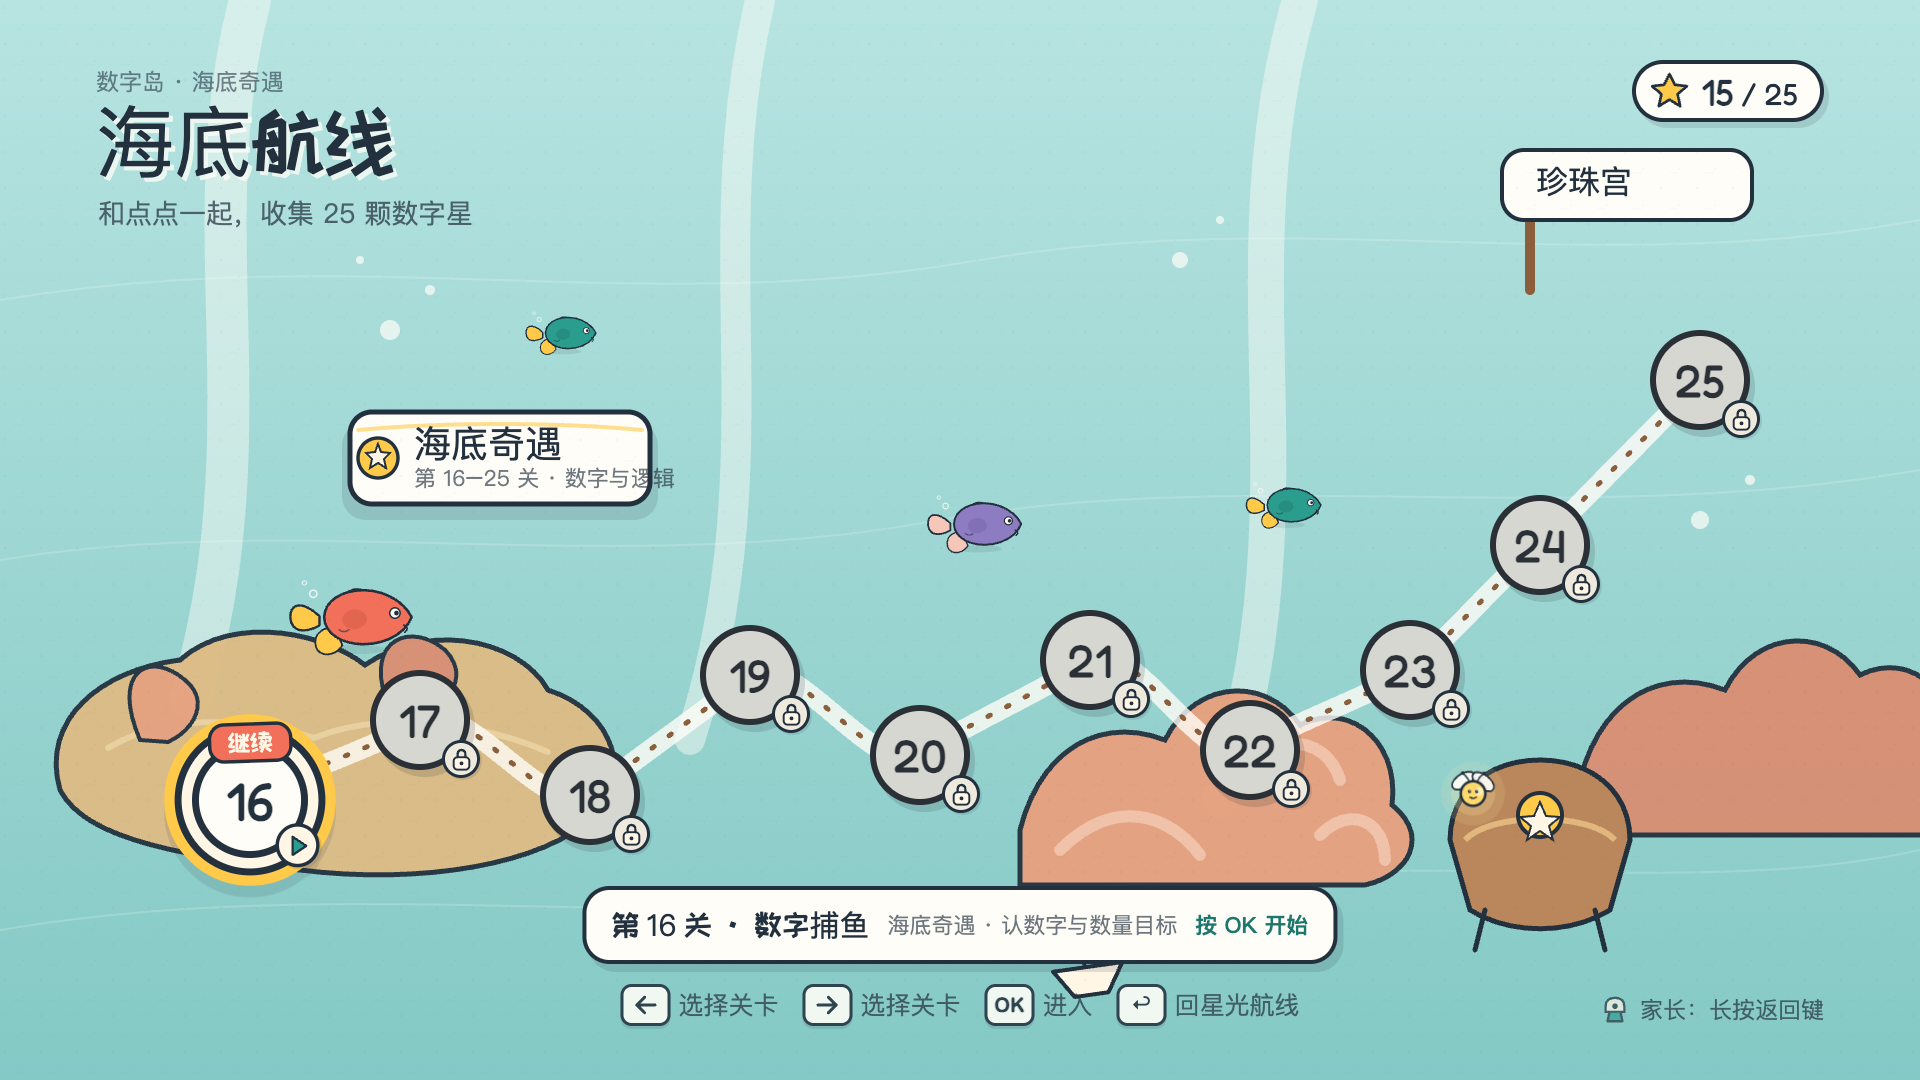 数字岛 · 海底奇遇
海底航线
和点点一起，收集 25 颗数字星
15 / 25
珍珠宫
海底奇遇
第 16–25 关 · 数字与逻辑
25
24
23
22
21
20
19
18
17
继续
16
第 16 关 · 数字捕鱼 海底奇遇 · 认数字与数量目标 按 OK 开始
← 选择关卡 → 选择关卡 OK 进入 ↩ 回星光航线
家长：长按返回键